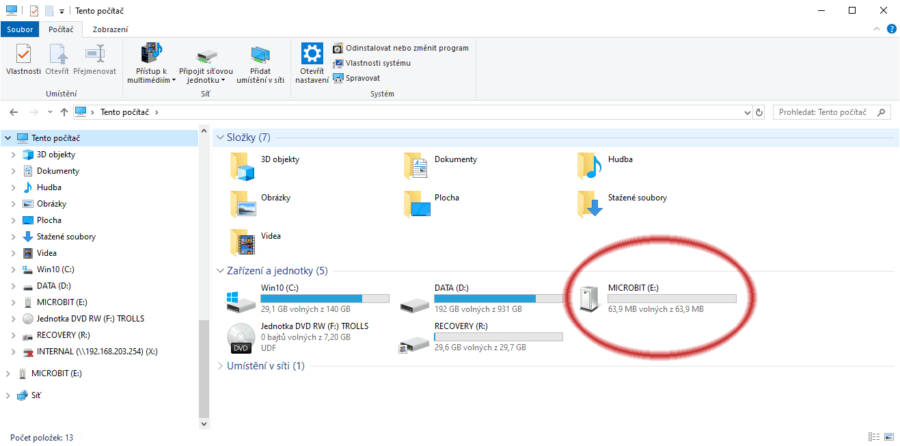 Tento počítač
Soubor Počítač Zobrazení
Vlastnosti Otevřít Přejmenovat
Přístup k multimédiím
Připojit síťovou jednotku
Přidat umístění v síti
Otevřít nastavení
Odinstalovat nebo změnit program
Vlastnosti systému
Spravovat
Umístění Síť Systém
Tento počítač
Prohledat: Tento počítač
Tento počítač
3D objekty
Dokumenty
Hudba
Obrázky
Plocha
Stažené soubory
Videa
Win10 (C:)
DATA (D:)
MICROBIT (E:)
Jednotka DVD RW (F:) TROLLS
RECOVERY (R:)
INTERNAL (\\192.168.203.254) (X:)
MICROBIT (E:)
Síť
Složky (7)
3D objekty
Dokumenty
Hudba
Obrázky
Plocha
Stažené soubory
Videa
Zařízení a jednotky (5)
Win10 (C:)
29,1 GB volných z 140 GB
DATA (D:)
192 GB volných z 931 GB
MICROBIT (E:)
63,9 MB volných z 63,9 MB
Jednotka DVD RW (F:) TROLLS
0 bajtů volných z 7,20 GB
UDF
DVD
RECOVERY (R:)
29,6 GB volných z 29,7 GB
Umístění v síti (1)
Počet položek: 13